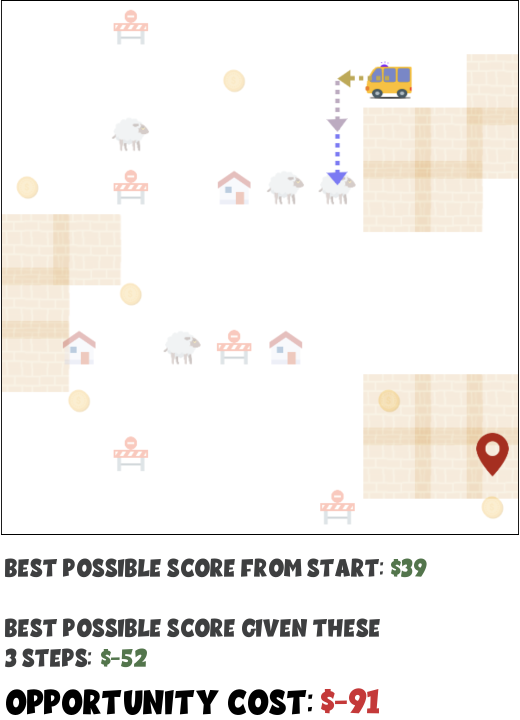 BEST POSSIBLE SCORE FROM START: $39
BEST POSSIBLE SCORE GIVEN THESE
3 STEPS: $-52
OPPORTUNITY COST: $-91